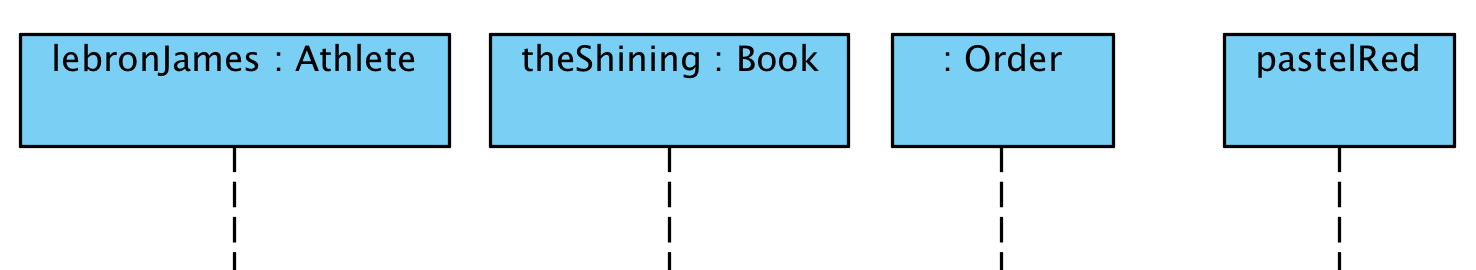 lebronJames : Athlete
theShining : Book
: Order
pastelRed